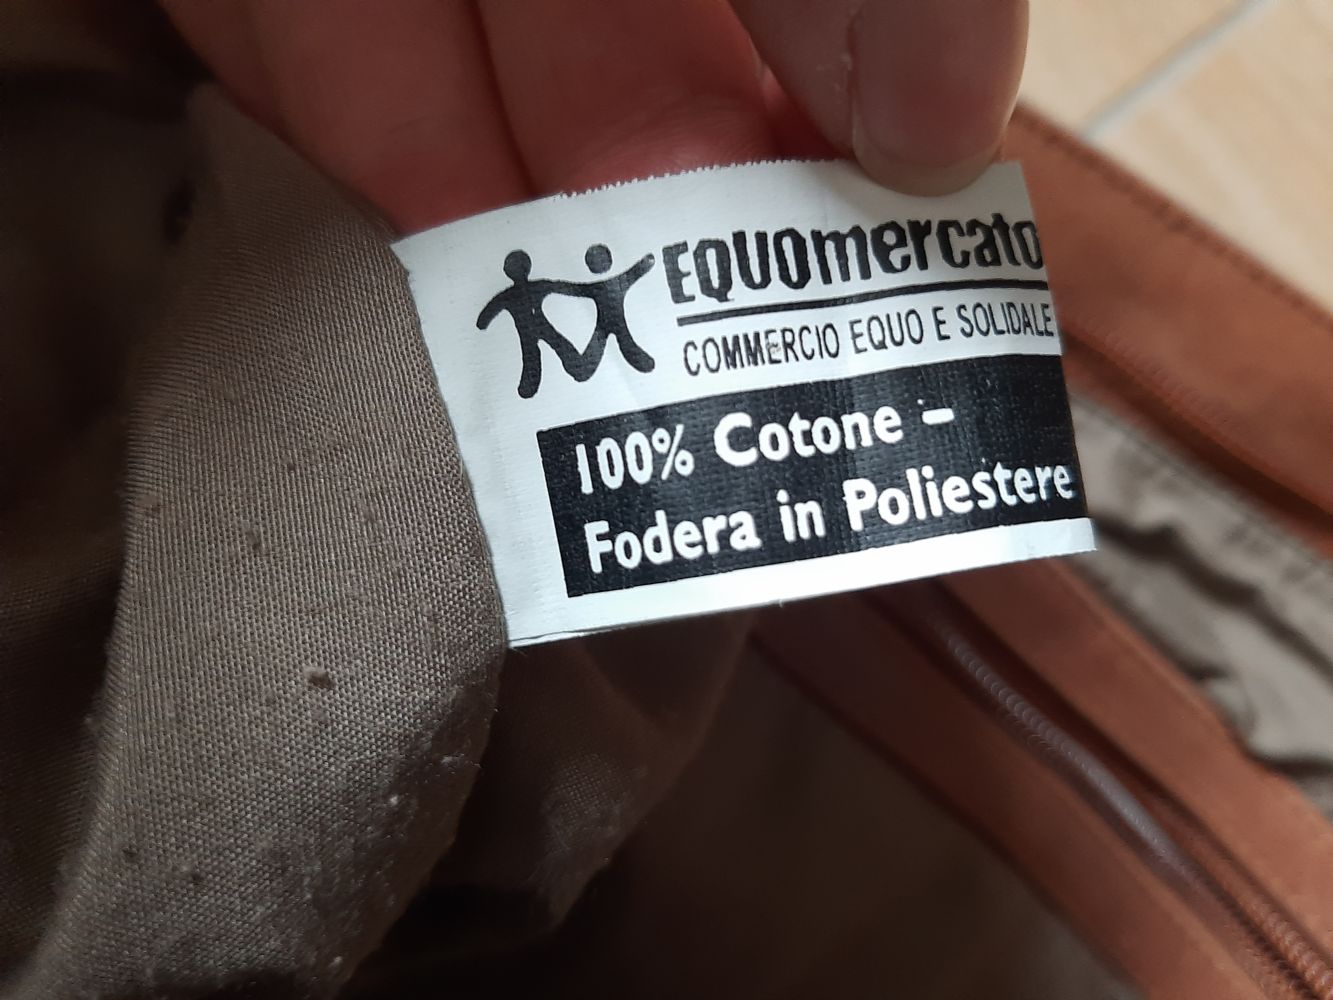 EQUOmercato
COMMERCIO EQUO E SOLIDALE
100% Cotone –
Fodera in Poliestere